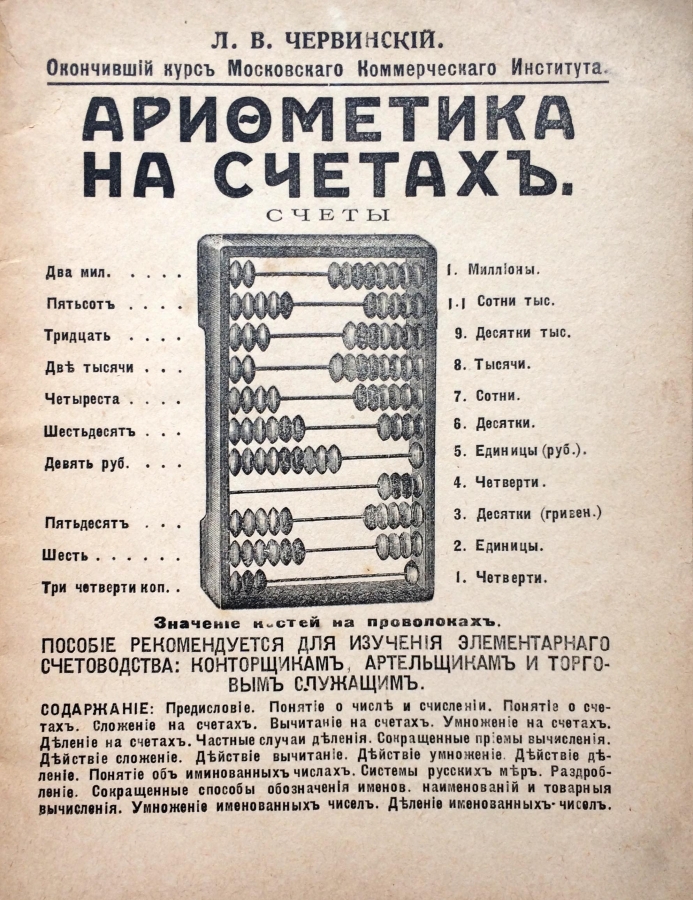 Л. В. ЧЕРВИНСКІЙ.
Окончившій курсъ Московскаго Коммерческаго Института.
АРИѲМЕТИКА
НА СЧЕТАХЪ.
СЧЕТЫ
Два мил. . . . . 1. Милліоны.
Пятьсотъ . . . . 1.1 Сотни тыс.
Тридцать . . . . 9. Десятки тыс.
Двѣ тысячи . . . 8. Тысячи.
Четыреста . . . . 7. Сотни.
Шестьдесятъ . . . 6. Десятки.
Девять руб. . . . 5. Единицы (руб.).
4. Четверти.
Пятьдесятъ . . . 3. Десятки (гривен.)
Шесть . . . . . . 2. Единицы.
Три четверти коп. . 1. Четверти.
Значеніе костей на проволокахъ.
ПОСОБІЕ РЕКОМЕНДУЕТСЯ ДЛЯ ИЗУЧЕНІЯ ЭЛЕМЕНТАРНАГО
СЧЕТОВОДСТВА: КОНТОРЩИКАМЪ, АРТЕЛЬЩИКАМЪ И ТОРГО-
ВЫМЪ СЛУЖАЩИМЪ.
СОДАРЖАНІЕ: Предисловіе. Понятіе о числѣ и счисленіи. Понятіе о сче-
тахъ. Сложеніе на счетахъ. Вычитаніе на счетахъ. Умноженіе на счетахъ.
Дѣленіе на счетахъ. Частные случаи дѣленія. Сокращенные пріемы вычисленія.
Дѣйствіе сложеніе. Дѣйствіе вычитаніе. Дѣйствіе умноженіе. Дѣйствіе дѣ-
леніе. Понятіе объ иминованныхъ числахъ. Системы русскихъ мѣръ. Раздроб-
леніе. Сокращенные способы обозначенія именов. наименованій и товарныя
вычисленія. Умноженіе именованныхъ чиселъ. Дѣленіе именованныхъ-чиселъ.